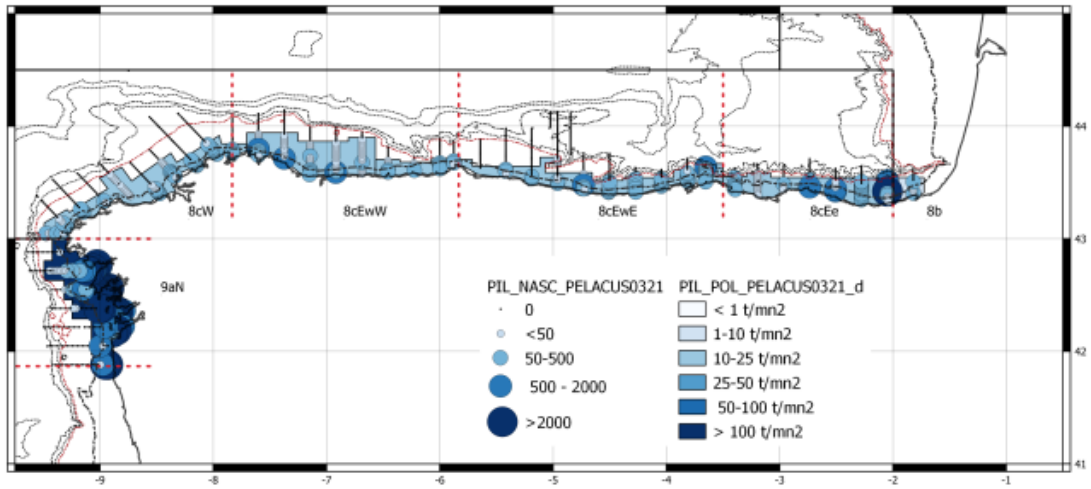 44
8cW
8cEwW
8cEwE
8cEe
8b
43
9aN
PIL_NASC_PELACUS0321
PIL_POL_PELACUS0321_d
0
< 1 t/mn2
<50
1-10 t/mn2
50-500
10-25 t/mn2
42
25-50 t/mn2
500 - 2000
50-100 t/mn2
>2000
> 100 t/mn2
41
-9
-8
-7
-6
-5
-4
-3
-2
-1